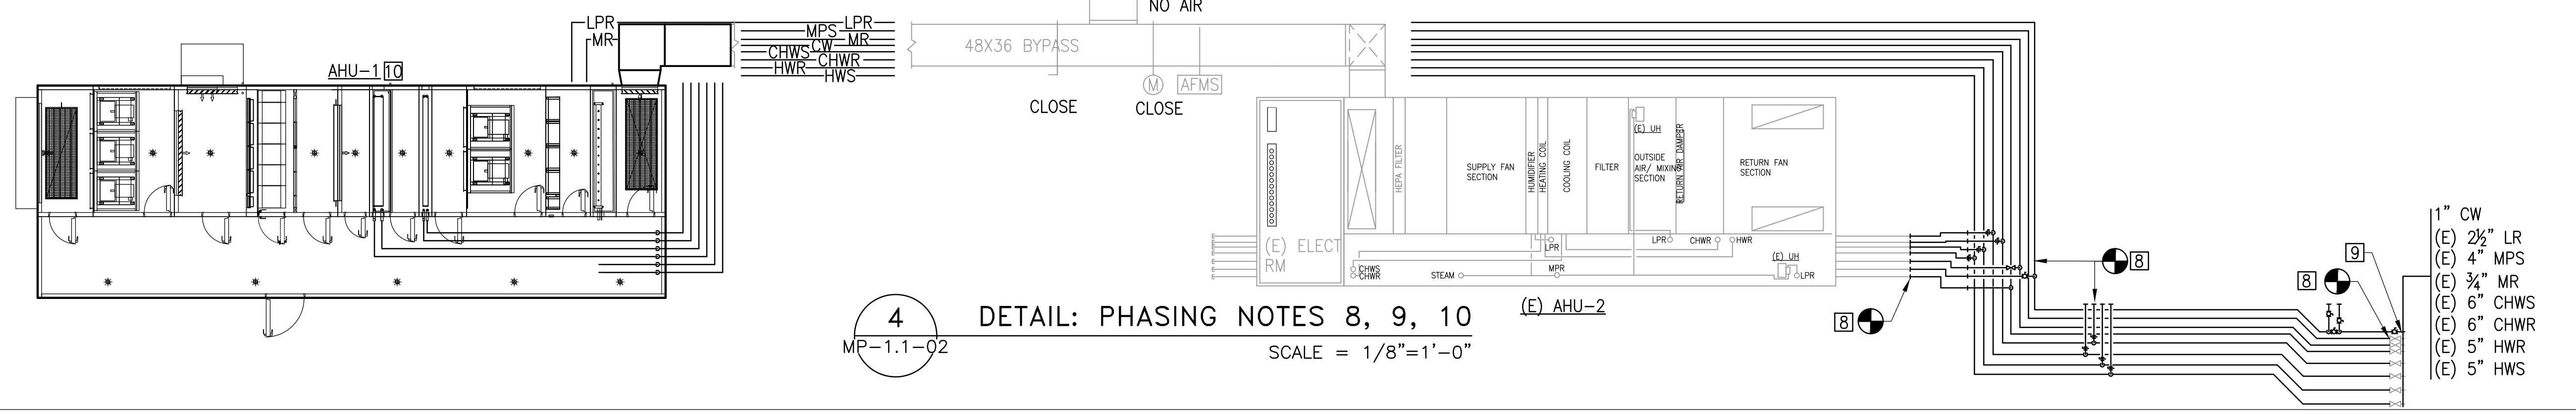 NO AIR
LPR
LPR
MR
MPS
MR
CW
CHWS
CHWR
HWR
HWS
48X36 BYPASS
M
AFMS
CLOSE
CLOSE
AHU-1 10
HEPA FILTER
SUPPLY FAN
SECTION
HUMIDIFIER
HEATING COIL
COOLING COIL
FILTER
(E) UH
OUTSIDE
AIR/ MIXING
SECTION
RETURN AIR DAMPER
RETURN FAN
SECTION
(E) ELECT
RM
LPR
LPR
CHWR
HWR
CHWS
CHWR
STEAM
MPR
(E) UH
LPR
(E) AHU-2
8
8
8
9
1" CW
(E) 2½" LR
(E) 4" MPS
(E) ¾" MR
(E) 6" CHWS
(E) 6" CHWR
(E) 5" HWR
(E) 5" HWS
4
MP-1.1-02
DETAIL: PHASING NOTES 8, 9, 10
SCALE = 1/8"=1'-0"